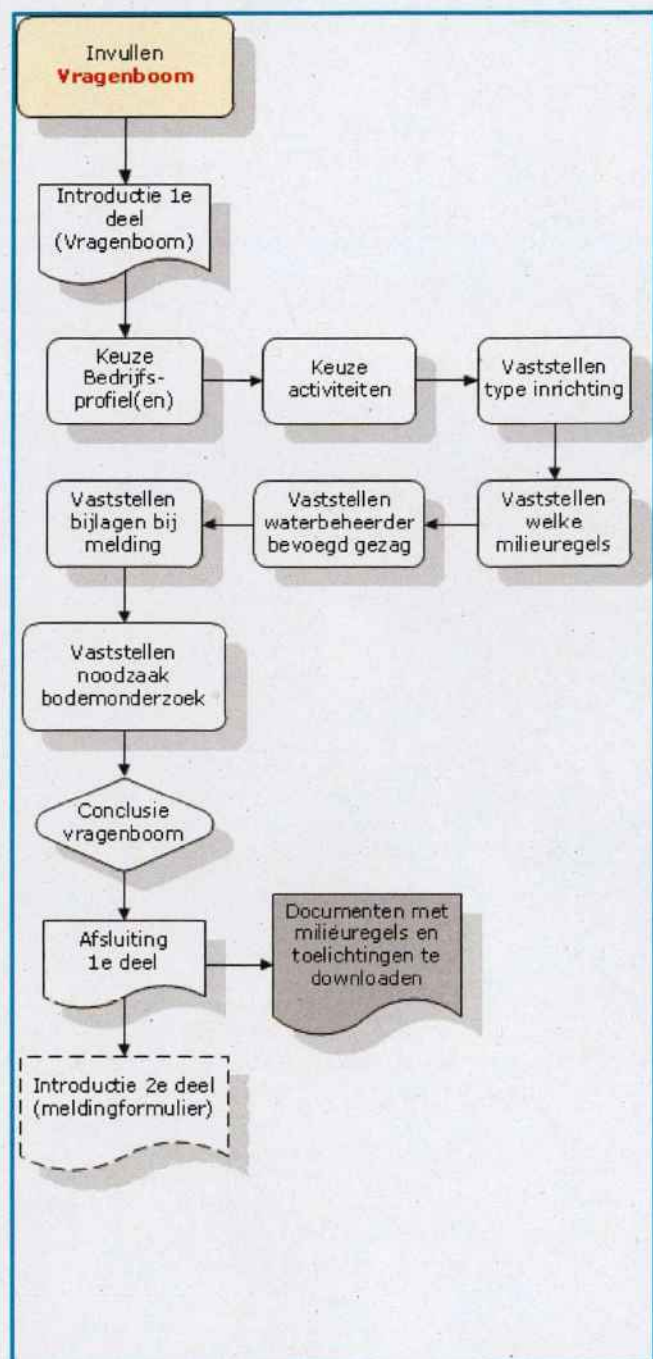 Invullen
Vragenboom
Introductie 1e
deel
(Vragenboom)
Keuze
Bedrijfs-
profiel(en)
Keuze
activiteiten
Vaststellen
type inrichting
Vaststellen
welke
milieuregels
Vaststellen
waterbeheerder
bevoegd gezag
Vaststellen
bijlagen bij
melding
Vaststellen
noodzaak
bodemonderzoek
Conclusie
vragenboom
Afsluiting
1e deel
Documenten met
milieuregels en
toelichtingen te
downloaden
Introductie 2e deel
(meldingformulier)